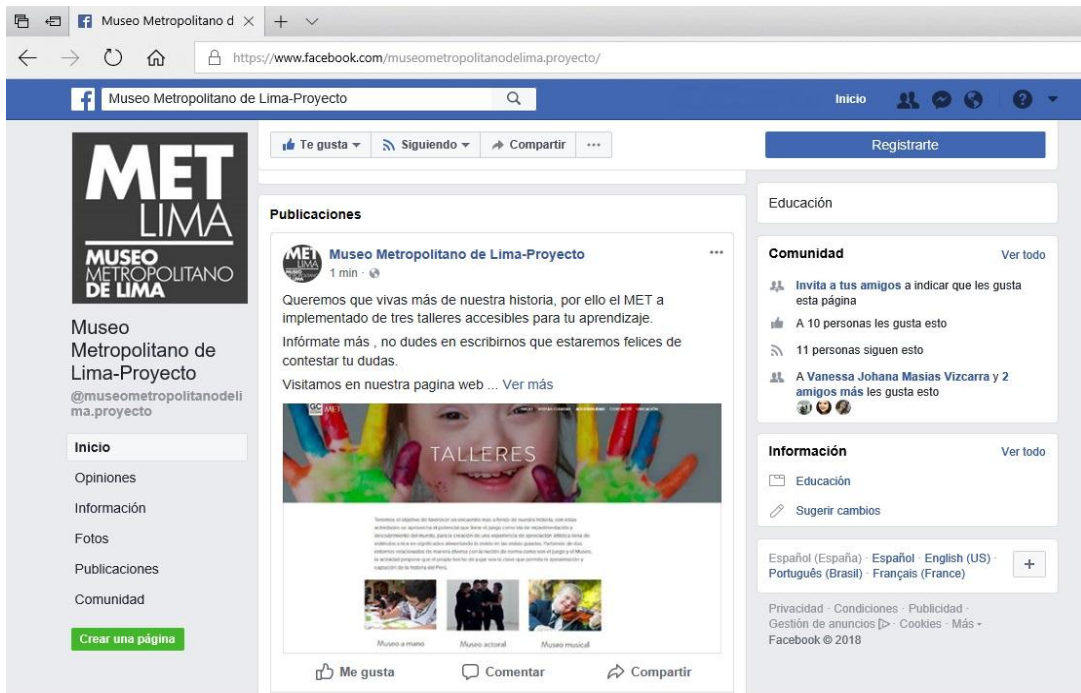 Museo Metropolitano d
https://www.facebook.com/museometropolitanodelima.proyecto/
Museo Metropolitano de Lima-Proyecto
Inicio
MET
LIMA
MUSEO
METROPOLITANO
DE LIMA
Museo
Metropolitano de
Lima-Proyecto
@museometropolitanodeli
ma.proyecto
Inicio
Opiniones
Información
Fotos
Publicaciones
Comunidad
Crear una página
Te gusta
Siguiendo
Compartir
Publicaciones
MET
LIMA
Museo Metropolitano de Lima-Proyecto
1 min
Queremos que vivas más de nuestra historia, por ello el MET a
implementado de tres talleres accesibles para tu aprendizaje.
Infórmate más , no dudes en escribirnos que estaremos felices de
contestar tu dudas.
Visitamos en nuestra pagina web ... Ver más
MET
TALLERES
Museo a mano
Museo actoral
Museo musical
Me gusta
Comentar
Compartir
Registrarte
Educación
Comunidad
Ver todo
Invita a tus amigos a indicar que les gusta
esta página
A 10 personas les gusta esto
11 personas siguen esto
A Vanessa Johana Masias Vizcarra y 2
amigos más les gusta esto
Información
Ver todo
Educación
Sugerir cambios
Español (España) · Español · English (US) ·
Português (Brasil) · Français (France)
Privacidad · Condiciones · Publicidad ·
Gestión de anuncios · Cookies · Más
Facebook © 2018